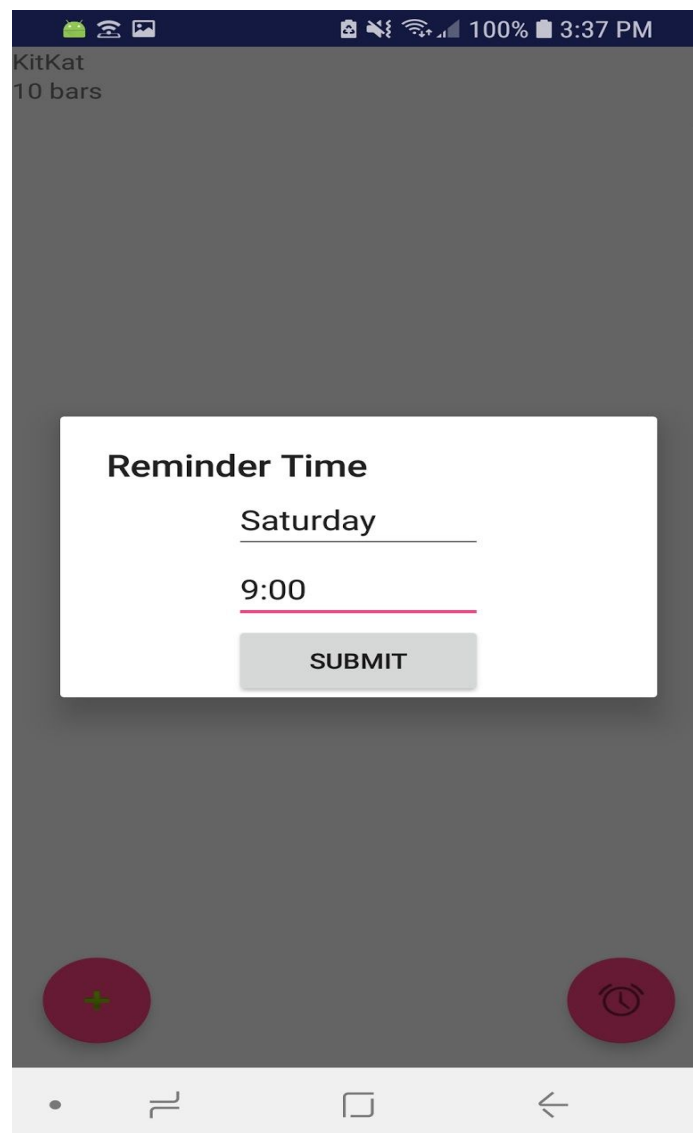 100% 3:37 PM
KitKat
10 bars
Reminder Time
Saturday
9:00
SUBMIT